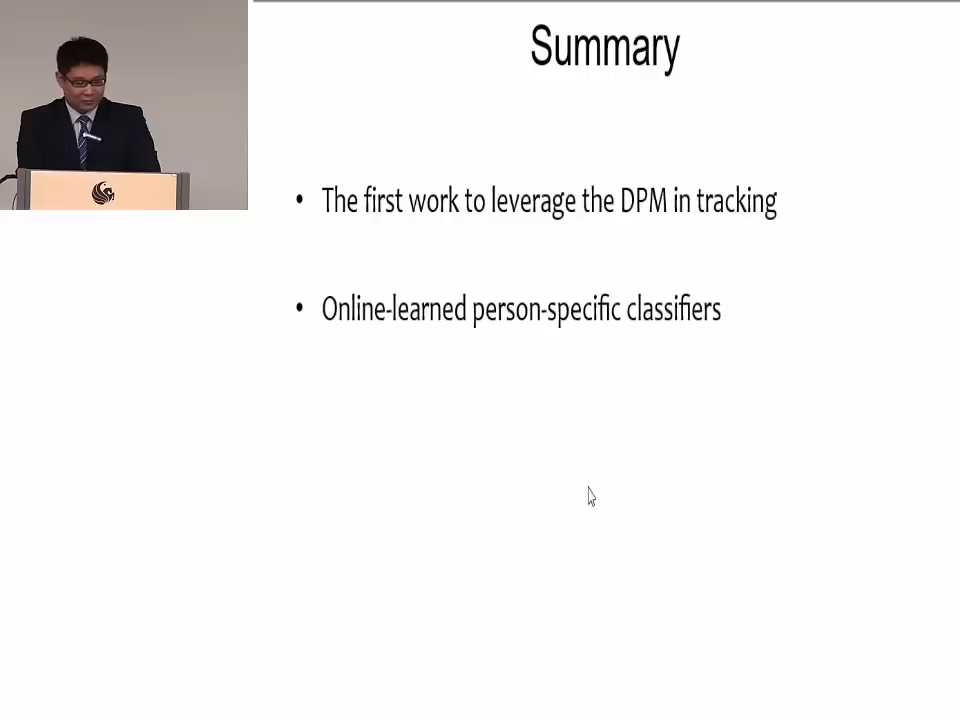 Summary
• The first work to leverage the DPM in tracking
• Online-learned person-specific classifiers